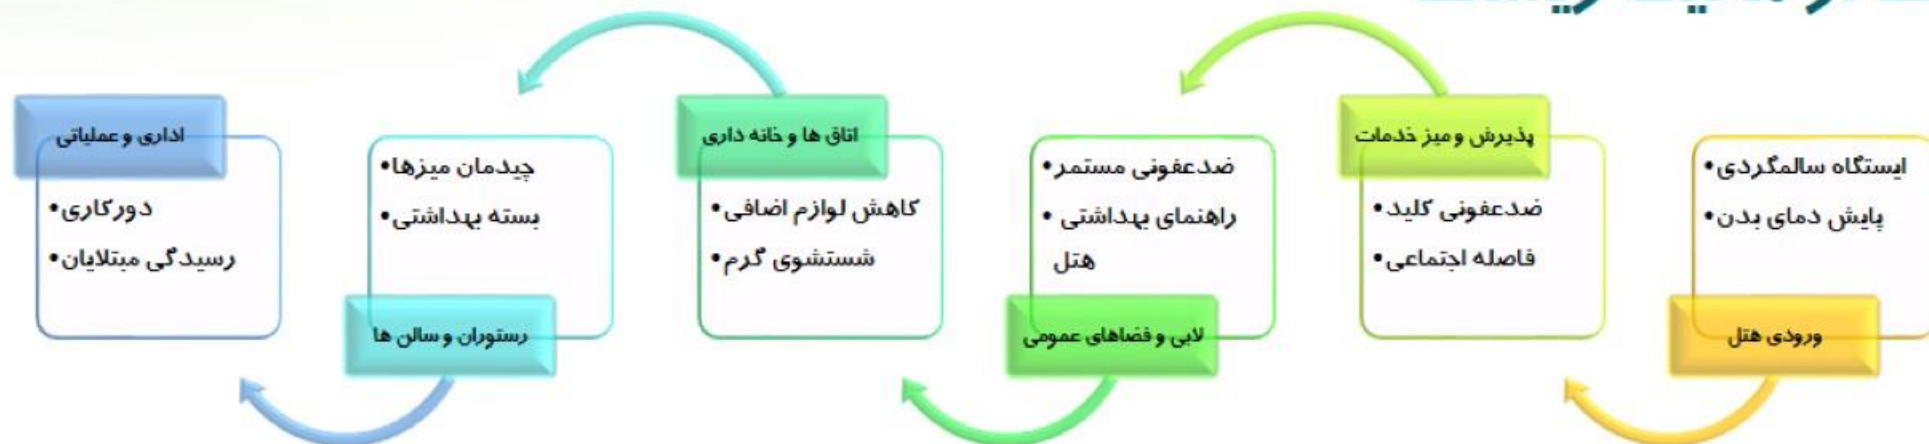 ورودی هتل
ایستگاه سالمگردی
پایش دمای بدن
پذیرش و میز خدمات
ضدعفونی کلید
فاصله اجتماعی
لابی و فضاهای عمومی
ضدعفونی مستمر
راهنمای بهداشتی
هتل
اتاق ها و خانه داری
کاهش لوازم اضافی
شستشوی گرم
رستوران و سالن ها
چیدمان میزها
بسته بهداشتی
اداری و عملیاتی
دورکاری
رسیدگی مبتلایان